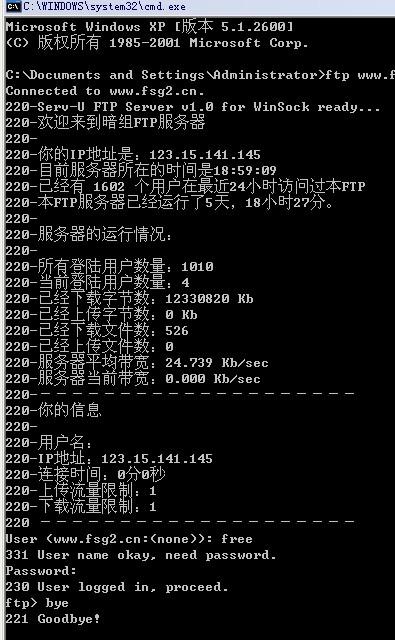 C:\WINDOWS\system32\cmd.exe
Microsoft Windows XP [版本 5.1.2600]
(C) 版权所有 1985-2001 Microsoft Corp.
C:\Documents and Settings\Administrator>ftp www.f
Connected to www.fsg2.cn.
220-Serv-U FTP Server v1.0 for WinSock ready...
220-欢迎来到暗组FTP服务器
220-
220-你的IP地址是：123.15.141.145
220-目前服务器所在的时间是18:59:09
220-已经有 1602 个用户在最近24小时访问过本FTP
220-本FTP服务器已经运行了5天，18小时27分。
220-
220-服务器的运行情况：
220-
220-所有登陆用户数量：1010
220-当前登陆用户数量：4
220-已经下载字节数：12330820 Kb
220-已经上传字节数：0 Kb
220-已经下载文件数：526
220-已经上传文件数：0
220-服务器平均带宽：24.739 Kb/sec
220-服务器当前带宽：0.000 Kb/sec
220-－－－－－－－－－－－－－－－－－－－－
220-你的信息
220-
220-用户名：
220-IP地址：123.15.141.145
220-连接时间：0分0秒
220-上传流量限制：1
220-下载流量限制：1
220 －－－－－－－－－－－－－－－－－－－－
User (www.fsg2.cn:(none)): free
331 User name okay, need password.
Password:
230 User logged in, proceed.
ftp> bye
221 Goodbye!